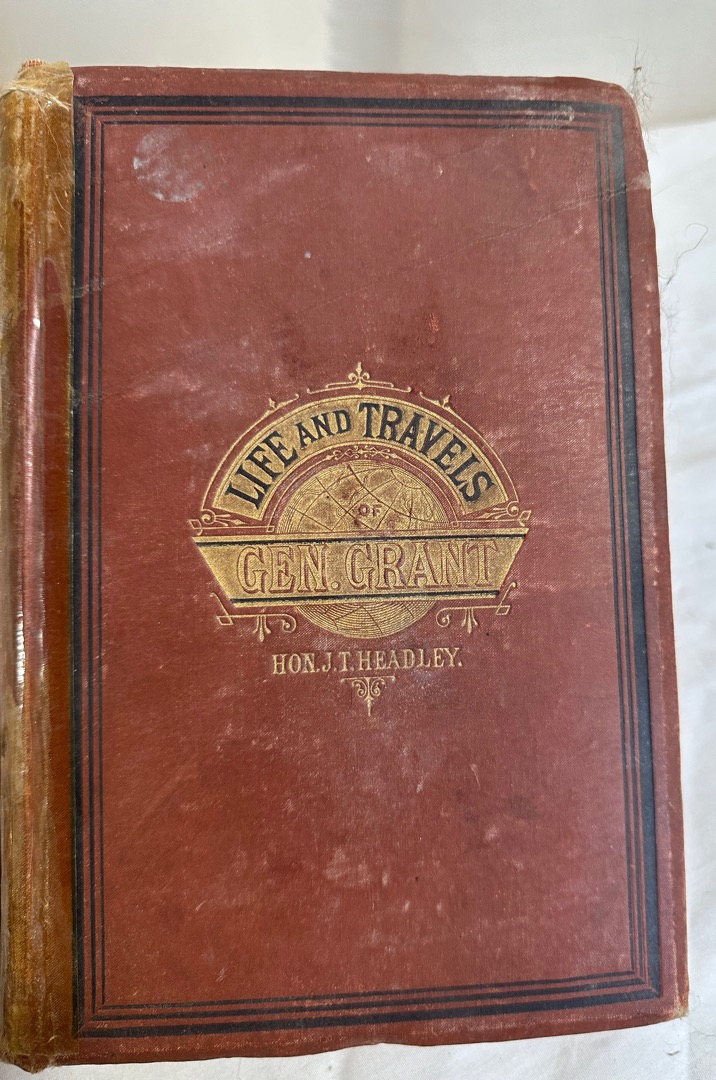 LIFE AND TRAVELS
OF
GEN. GRANT
HON. J. T. HEADLEY.